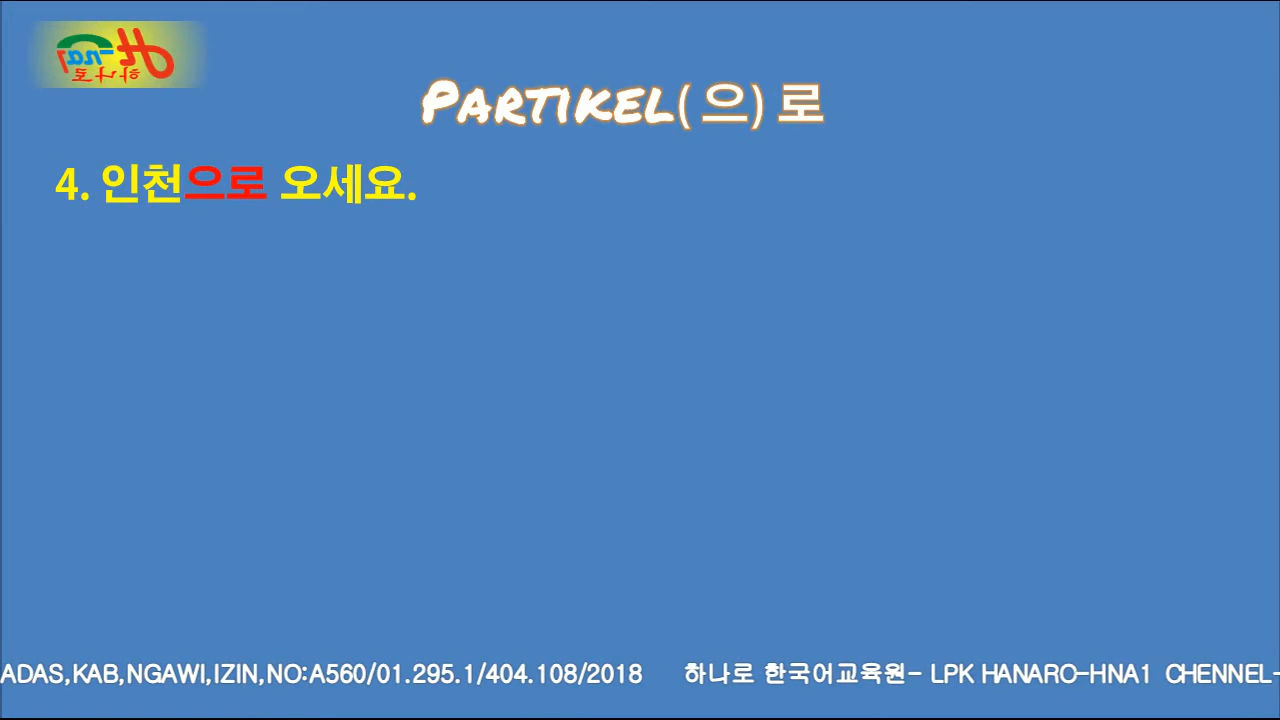 H-na1
하나로
PARTIKEL(으)로
4. 인천으로 오세요.
ADAS,KAB,NGAWI,IZIN,NO:A560/01.295.1/404.108/2018 하나로 한국어교육원- LPK HANARO-HNA1 CHENNEL-